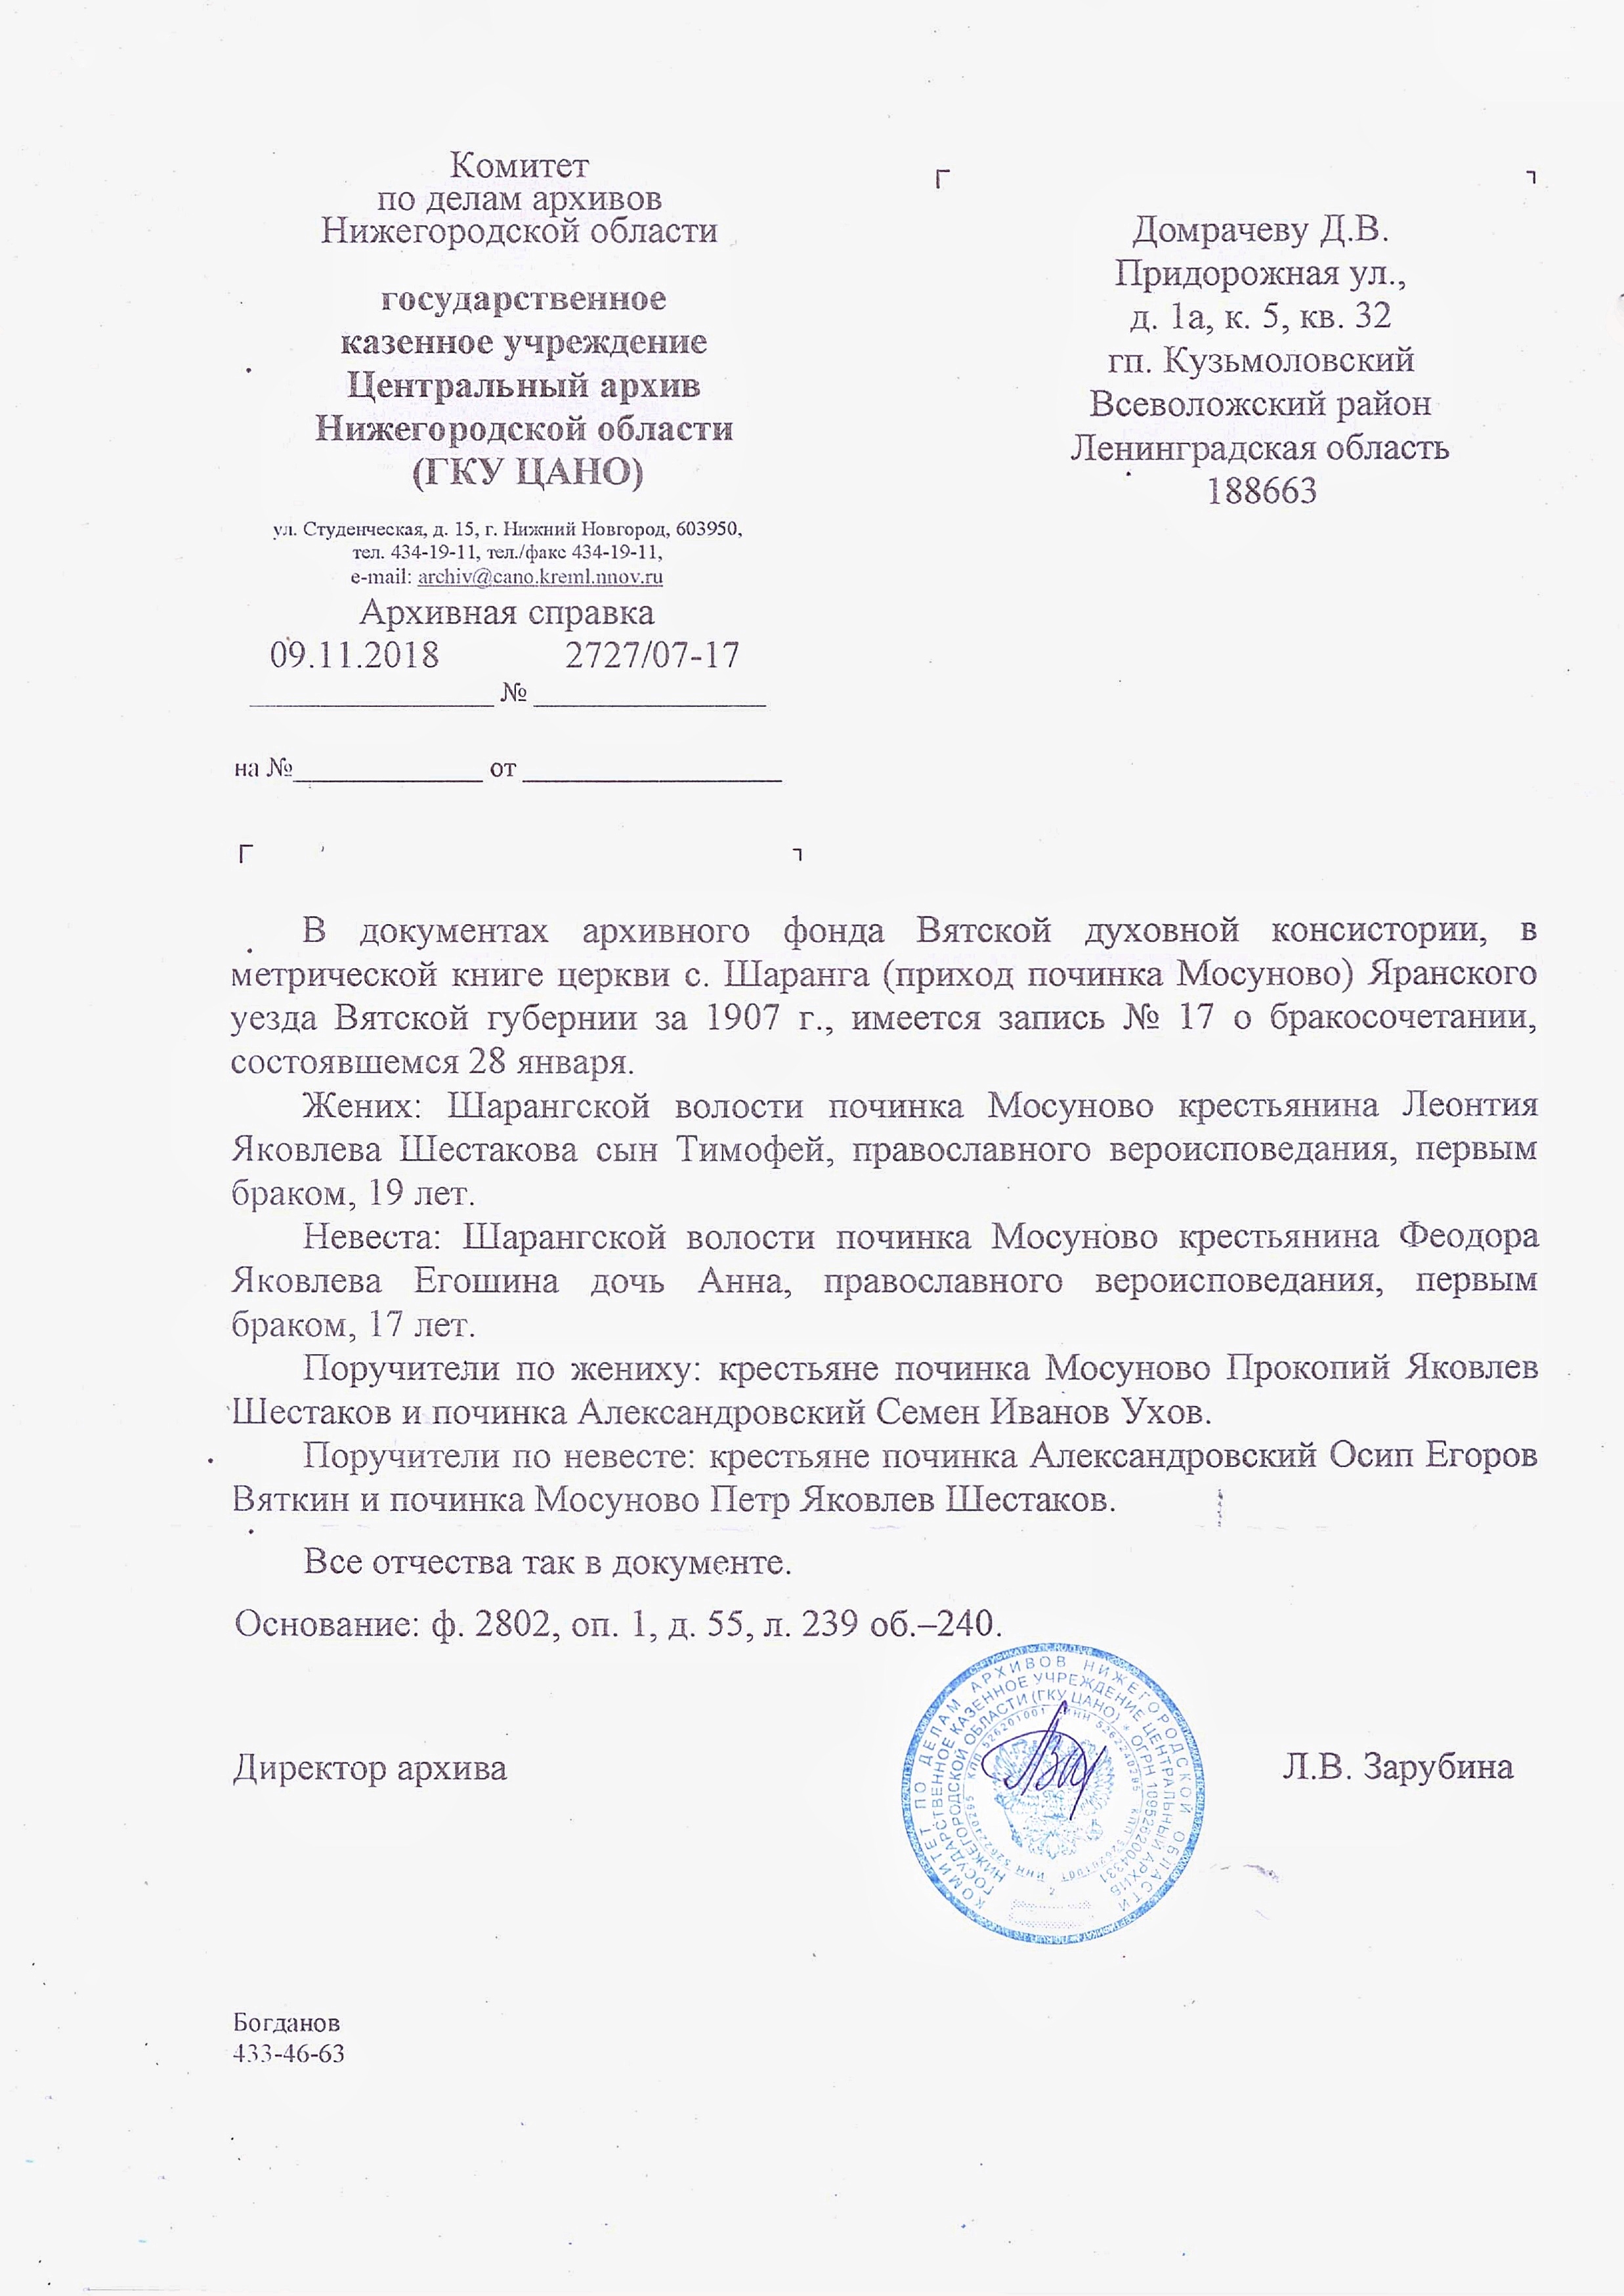 Комитет
по делам архивов
Нижегородской области
государственное
казенное учреждение
Центральный архив
Нижегородской области
(ГКУ ЦАНО)
ул. Студенческая, д. 15, г. Нижний Новгород, 603950,
тел. 434-19-11, тел./факс 434-19-11,
e-mail: archiv@cano.kreml.nnov.ru
Архивная справка
09.11.2018 2727/07-17
№
на № от
Домрачеву Д.В.
Придорожная ул.,
д. 1а, к. 5, кв. 32
гп. Кузьмоловский
Всеволожский район
Ленинградская область
188663
В документах архивного фонда Вятской духовной консистории, в
метрической книге церкви с. Шаранга (приход починка Мосуново) Яранского
уезда Вятской губернии за 1907 г., имеется запись № 17 о бракосочетании,
состоявшемся 28 января.
Жених: Шарангской волости починка Мосуново крестьянина Леонтия
Яковлева Шестакова сын Тимофей, православного вероисповедания, первым
браком, 19 лет.
Невеста: Шарангской волости починка Мосуново крестьянина Феодора
Яковлева Егошина дочь Анна, православного вероисповедания, первым
браком, 17 лет.
Поручители по жениху: крестьяне починка Мосуново Прокопий Яковлев
Шестаков и починка Александровский Семен Иванов Ухов.
Поручители по невесте: крестьяне починка Александровский Осип Егоров
Вяткин и починка Мосуново Петр Яковлев Шестаков.
Все отчества так в документе.
Основание: ф. 2802, оп. 1, д. 55, л. 239 об.–240.
Директор архива
Л.В. Зарубина
КОМИТЕТ ПО ДЕЛАМ АРХИВОВ НИЖЕГОРОДСКОЙ ОБЛАСТИ
ГОСУДАРСТВЕННОЕ КАЗЕННОЕ УЧРЕЖДЕНИЕ ЦЕНТРАЛЬНЫЙ АРХИВ
НИЖЕГОРОДСКОЙ ОБЛАСТИ (ГКУ ЦАНО) * ОГРН 1095262004331
ИНН 5262240295 КПП 526201001 ИНН 5262240295 КПП 526201001
2
Богданов
433-46-63